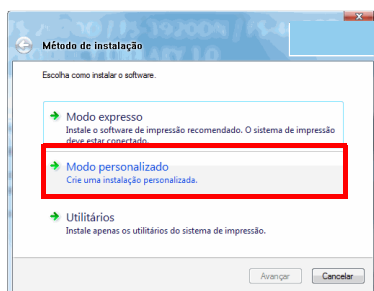 Método de instalação
Escolha como instalar o software.
Modo expresso
Instale o software de impressão recomendado. O sistema de impressão
deve estar conectado.
Modo personalizado
Crie uma instalação personalizada.
Utilitários
Instale apenas os utilitários do sistema de impressão.
Avançar Cancelar